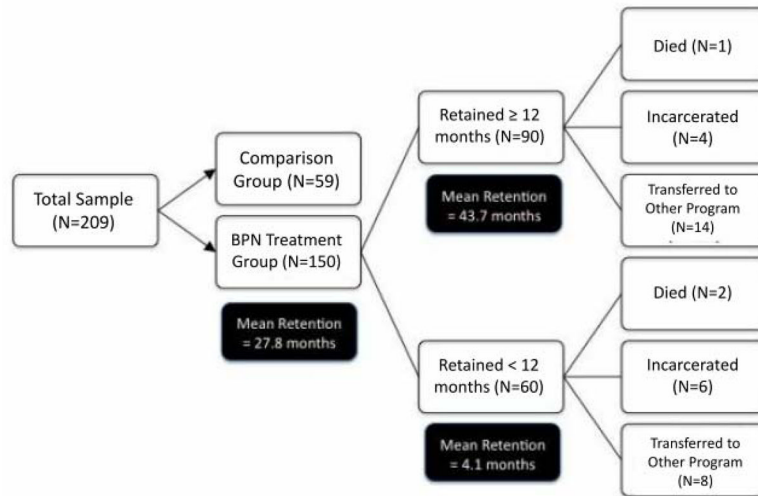 Total Sample
(N=209)
Comparison
Group (N=59)
BPN Treatment
Group (N=150)
Mean Retention
= 27.8 months
Retained ≥ 12
months (N=90)
Mean Retention
= 43.7 months
Died (N=1)
Incarcerated
(N=4)
Transferred to
Other Program
(N=14)
Retained < 12
months (N=60)
Mean Retention
= 4.1 months
Died (N=2)
Incarcerated
(N=6)
Transferred to
Other Program
(N=8)